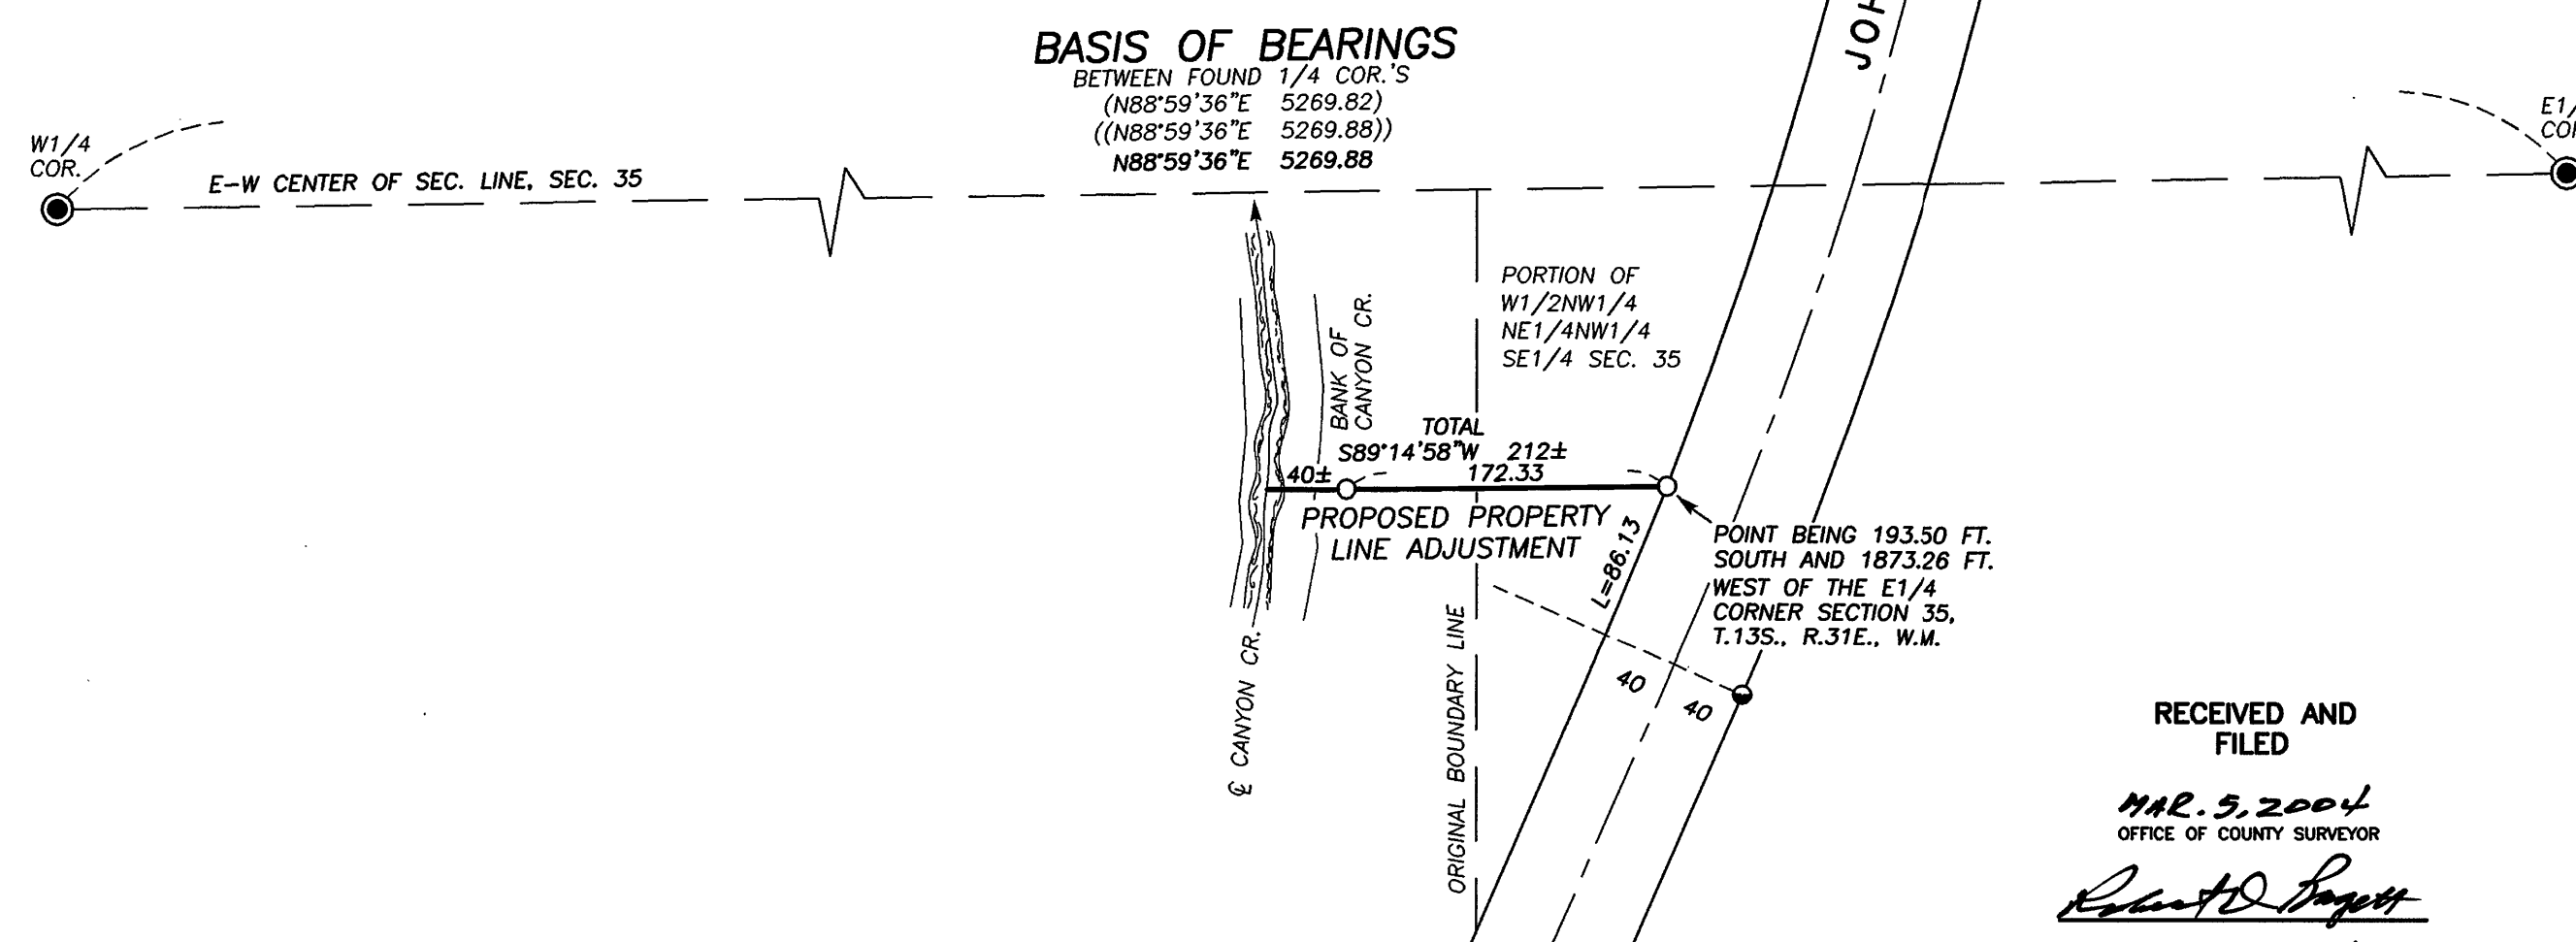 BASIS OF BEARINGS
BETWEEN FOUND 1/4 COR.'S
(N88°59'36"E 5269.82)
((N88°59'36"E 5269.88))
N88°59'36"E 5269.88
JOH
W1/4
COR.
E-W CENTER OF SEC. LINE, SEC. 35
E1/
COR
PORTION OF
W1/2NW1/4
NE1/4NW1/4
SE1/4 SEC. 35
BANK OF
CANYON CR.
TOTAL
S89°14'58"W 212±
40±
172.33
PROPOSED PROPERTY
LINE ADJUSTMENT
L=86.13
POINT BEING 193.50 FT.
SOUTH AND 1873.26 FT.
WEST OF THE E1/4
CORNER SECTION 35,
T.13S., R.31E., W.M.
℄ CANYON CR.
ORIGINAL BOUNDARY LINE
40
40
RECEIVED AND
FILED
MAR. 5, 2004
OFFICE OF COUNTY SURVEYOR
Robert D Bagett